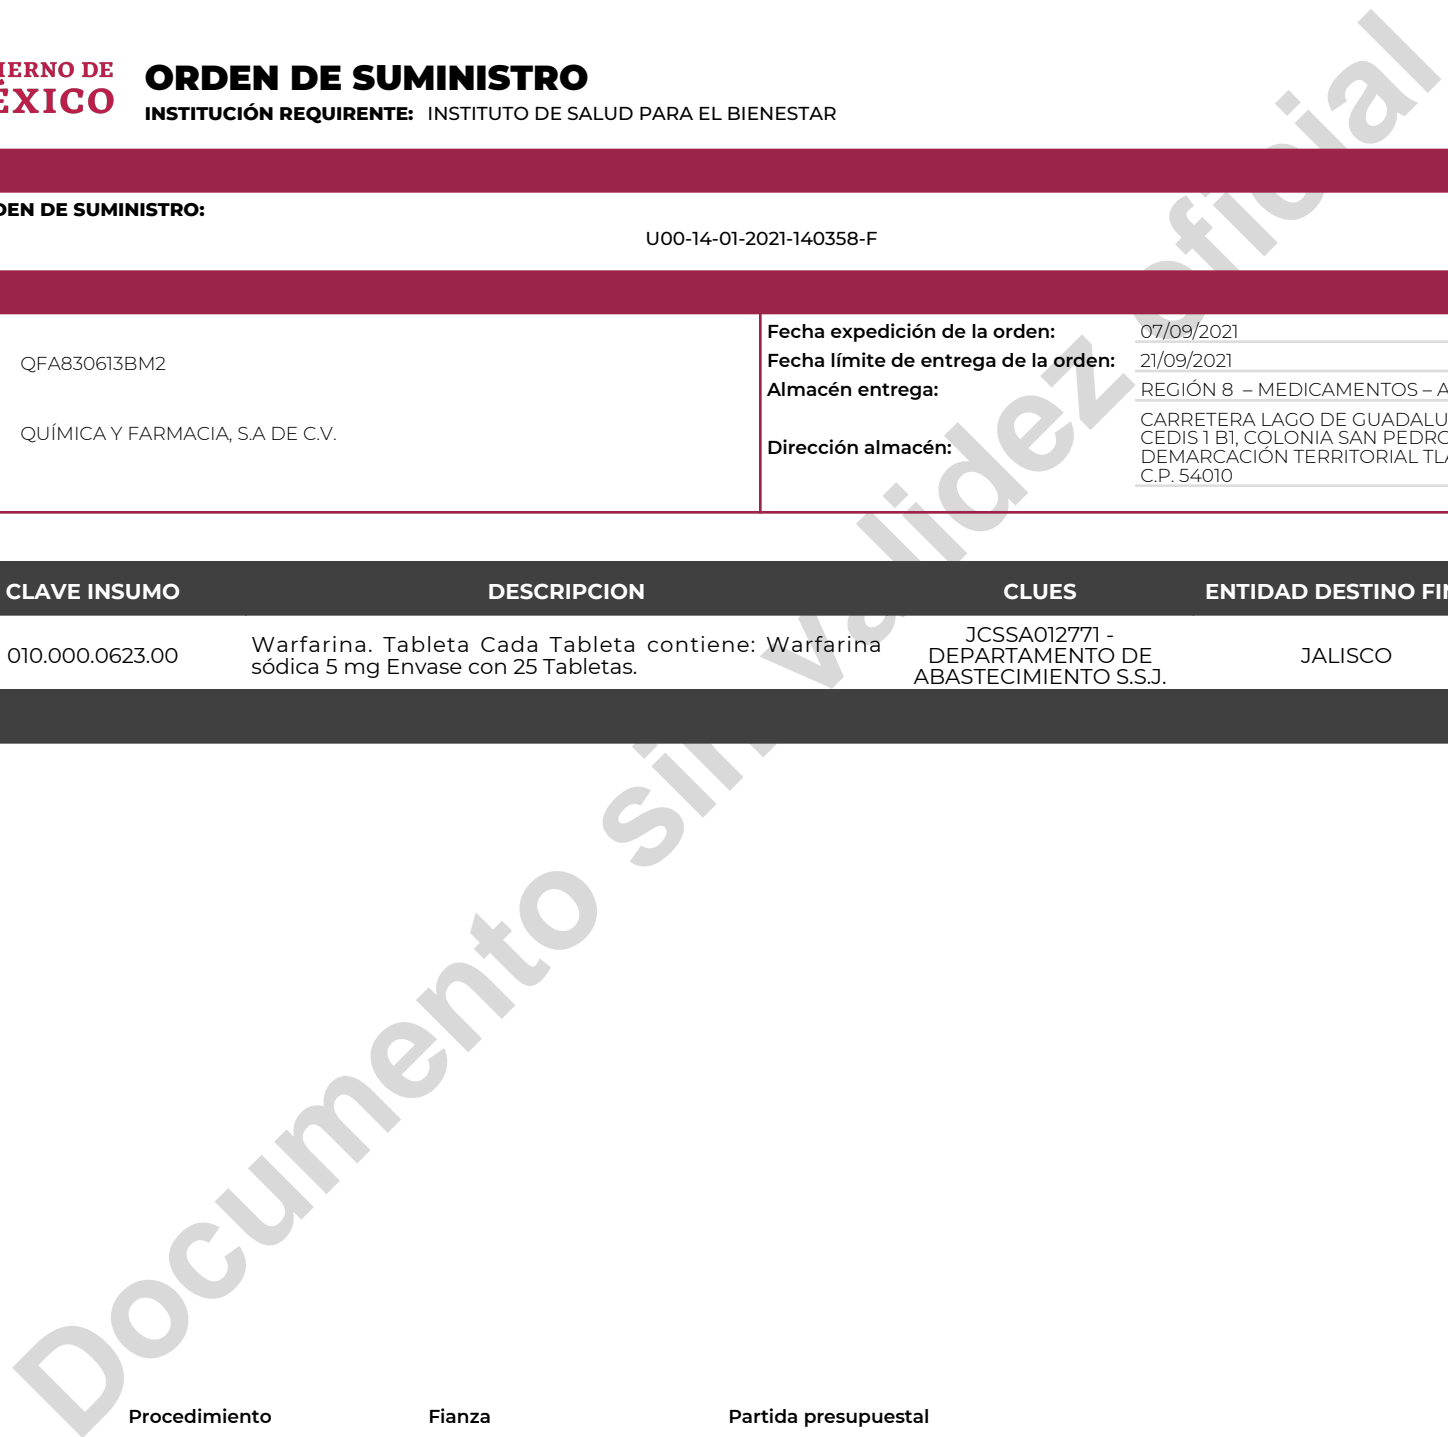 IERNO DE
ÉXICO
ORDEN DE SUMINISTRO
INSTITUCIÓN REQUIRENTE: INSTITUTO DE SALUD PARA EL BIENESTAR
DEN DE SUMINISTRO:
U00-14-01-2021-140358-F
QFA830613BM2
QUÍMICA Y FARMACIA, S.A DE C.V.
Fecha expedición de la orden: 07/09/2021
Fecha límite de entrega de la orden: 21/09/2021
Almacén entrega: REGIÓN 8 – MEDICAMENTOS – A
Dirección almacén: CARRETERA LAGO DE GUADALU
CEDIS 1 B1, COLONIA SAN PEDRO
DEMARCACIÓN TERRITORIAL TLA
C.P. 54010
CLAVE INSUMO DESCRIPCION CLUES ENTIDAD DESTINO FIN
010.000.0623.00
Warfarina. Tableta Cada Tableta contiene: Warfarina
sódica 5 mg Envase con 25 Tabletas.
JCSSA012771 -
DEPARTAMENTO DE
ABASTECIMIENTO S.S.J.
JALISCO
Documento sin validez oficial
Procedimiento Fianza Partida presupuestal